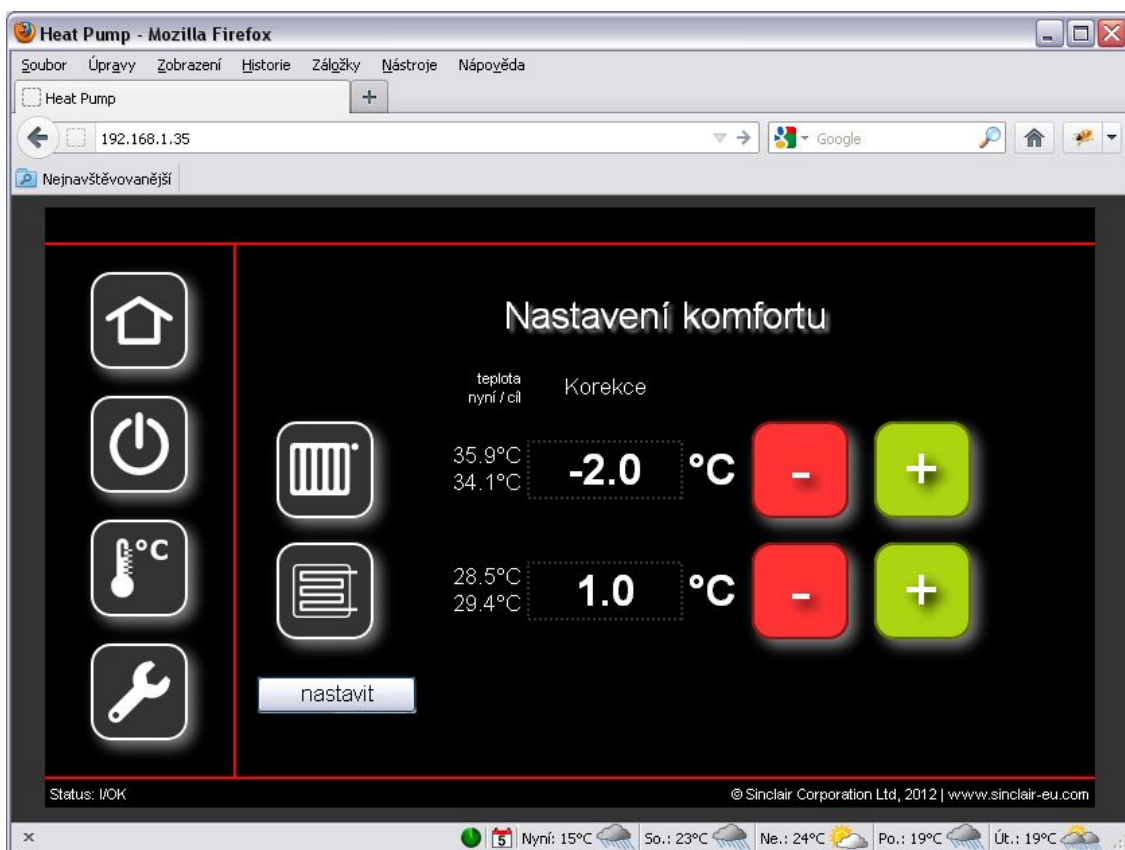 Heat Pump - Mozilla Firefox
Soubor Úpravy Zobrazení Historie Záložky Nástroje Nápověda
Heat Pump +
192.168.1.35 Google
Nejnavštěvovanější
Nastavení komfortu
teplota
nyní / cíl
Korekce
35.9°C
34.1°C
-2.0 °C - +
°C
28.5°C
29.4°C
1.0 °C - +
nastavit
Status: I/OK © Sinclair Corporation Ltd, 2012 | www.sinclair-eu.com
x 5 Nyní: 15°C So.: 23°C Ne.: 24°C Po.: 19°C Út.: 19°C